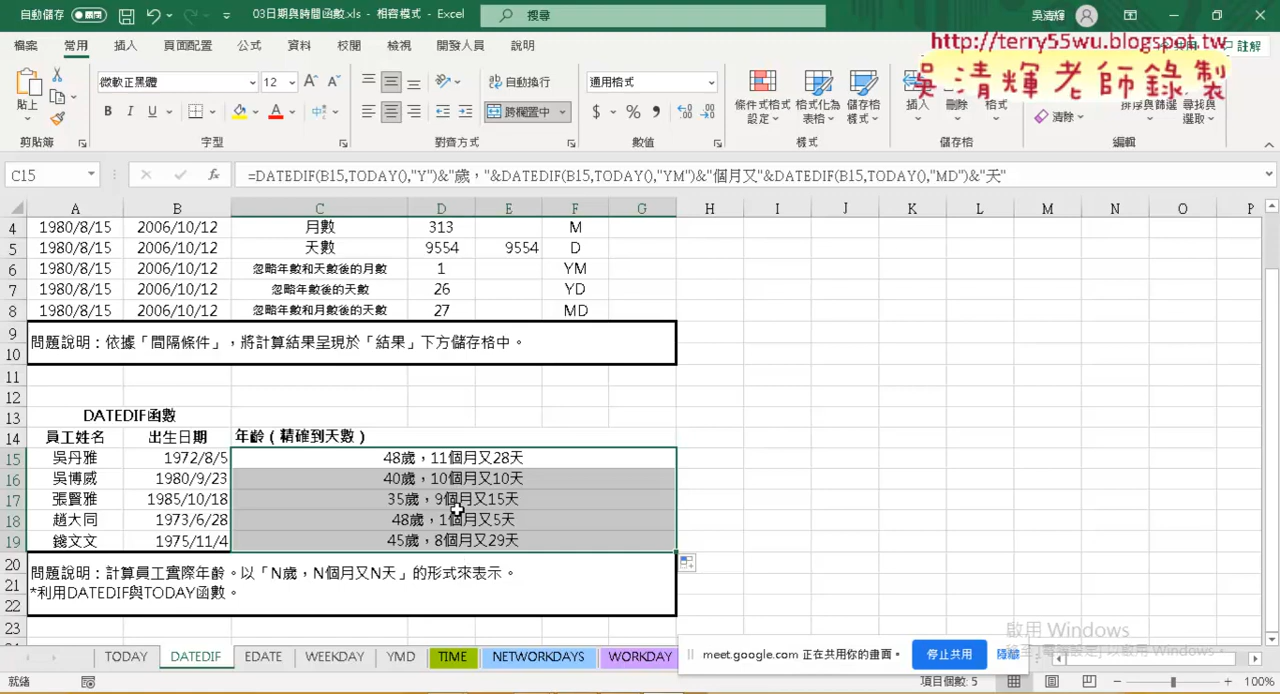 自動儲存 03日期與時間函數.xls - 相容模式 - Excel 搜尋 吳清輝
檔案 常用 插入 頁面配置 公式 資料 校閱 檢視 開發人員 說明 註解
http://terry55wu.blogspot.tw
吳清輝老師錄製
貼上 微軟正黑體 12 自動換行 跨欄置中 通用格式
條件式格式設定 格式化為表格 儲存格樣式 插入 刪除 格式 清除 排序與篩選 尋找與選取
剪貼簿 字型 對齊方式 數值 樣式 儲存格 編輯
C15 fx =DATEDIF(B15,TODAY(),"Y")&"歲，"&DATEDIF(B15,TODAY(),"YM")&"個月又"&DATEDIF(B15,TODAY(),"MD")&"天"
A B C D E F G H I J K L M N O P
4 1980/8/15 2006/10/12 月數 313 M
5 1980/8/15 2006/10/12 天數 9554 9554 D
6 1980/8/15 2006/10/12 忽略年數和天數後的月數 1 YM
7 1980/8/15 2006/10/12 忽略年數後的天數 26 YD
8 1980/8/15 2006/10/12 忽略年數和月數後的天數 27 MD
9
問題說明：依據「間隔條件」，將計算結果呈現於「結果」下方儲存格中。
10
11
12
13 DATEDIF函數
14 員工姓名 出生日期 年齡（精確到天數）
15 吳丹雅 1972/8/5 48歲，11個月又28天
16 吳博威 1980/9/23 40歲，10個月又10天
17 張賢雅 1985/10/18 35歲，9個月又15天
18 趙大同 1973/6/28 48歲，1個月又5天
19 錢文文 1975/11/4 45歲，8個月又29天
20 問題說明：計算員工實際年齡。以「N歲，N個月又N天」的形式來表示。
21 *利用DATEDIF與TODAY函數。
22
23
啟用 Windows
TODAY DATEDIF EDATE WEEKDAY YMD TIME NETWORKDAYS WORKDAY
meet.google.com 正在共用你的畫面。 停止共用 隱藏
就緒 項目個數: 5 100%